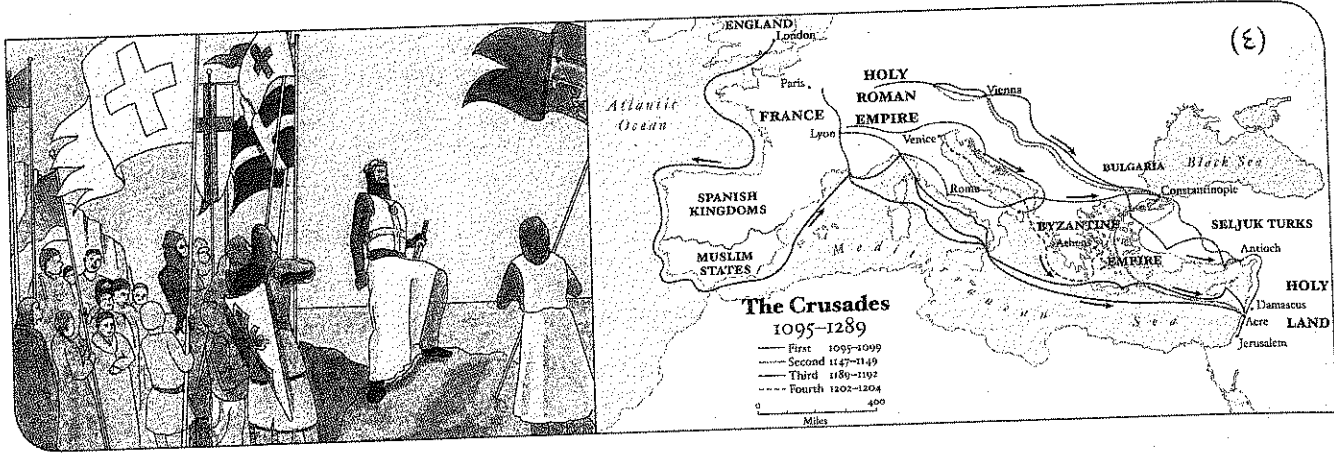 (٤)
ENGLAND
London
Paris
HOLY
ROMAN
EMPIRE
Vienna
Atlantic
Ocean
FRANCE
Lyon
Venice
BULGARIA
Black Sea
Constantinople
Rome
SPANISH
KINGDOMS
BYZANTINE
Athens
EMPIRE
SELJUK TURKS
Antioch
MUSLIM
STATES
Mediterranean Sea
HOLY
LAND
Damascus
Acre
Jerusalem
The Crusades
1095–1289
First 1095–1099
Second 1147–1149
Third 1189–1192
Fourth 1202–1204
0 400
Miles